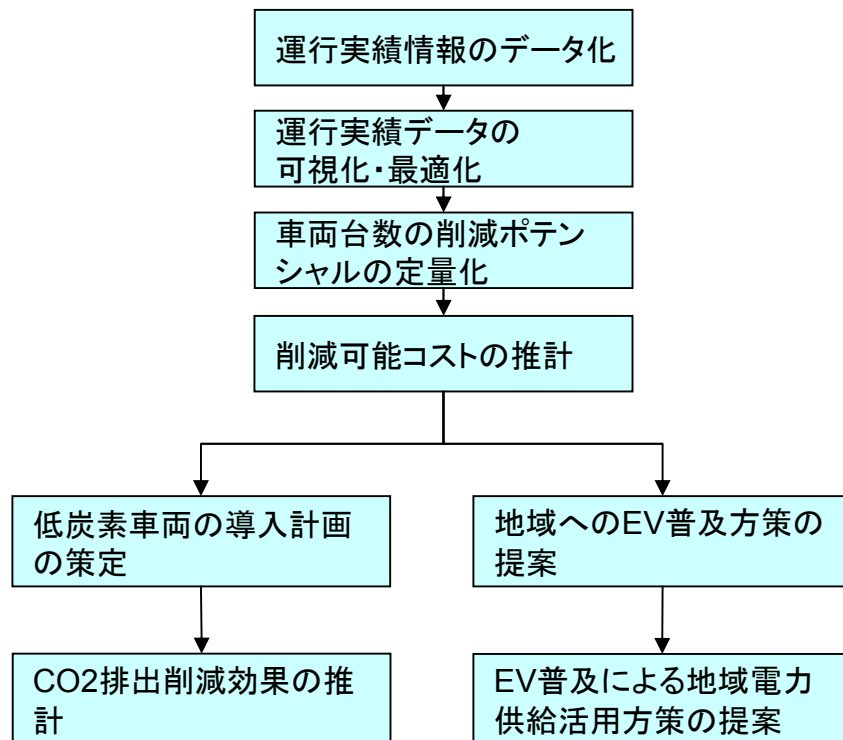 運行実績情報のデータ化
運行実績データの
可視化・最適化
車両台数の削減ポテン
シャルの定量化
削減可能コストの推計
低炭素車両の導入計画
の策定
地域へのEV普及方策の
提案
CO2排出削減効果の推
計
EV普及による地域電力
供給活用方策の提案